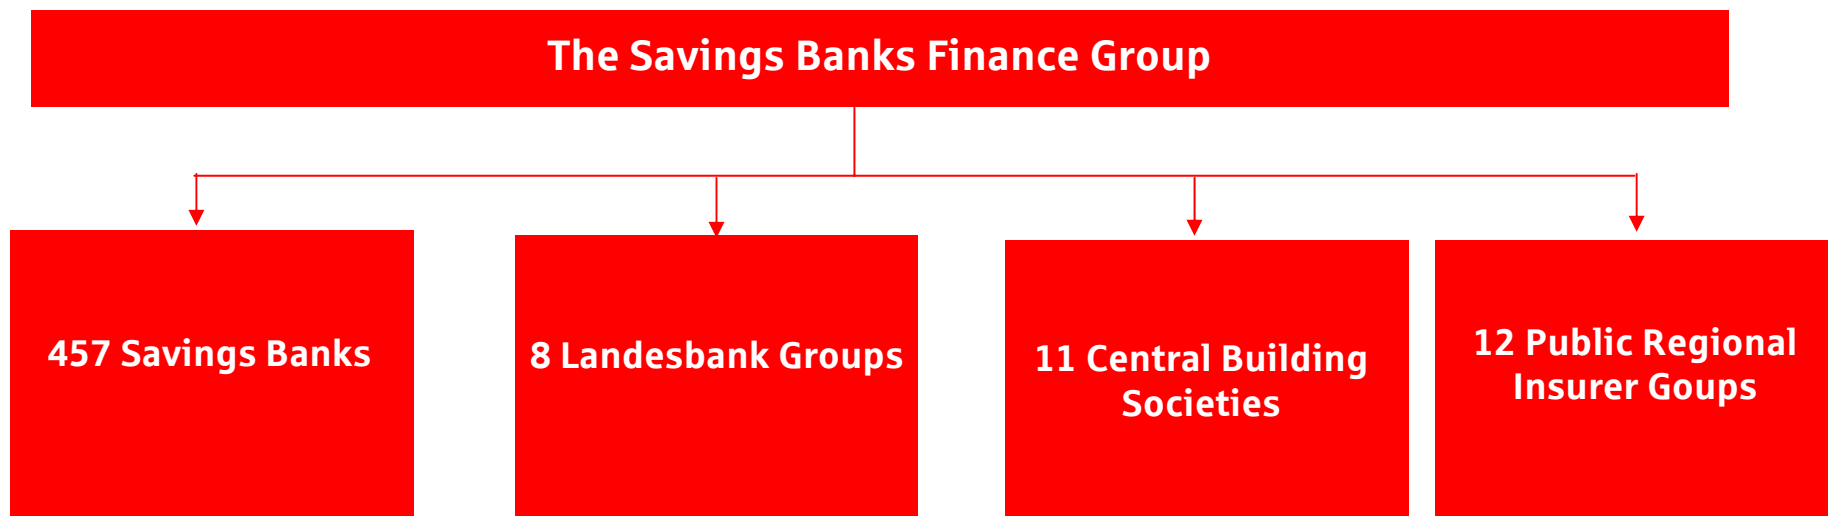 The Savings Banks Finance Group
457 Savings Banks
8 Landesbank Groups
11 Central Building
Societies
12 Public Regional
Insurer Goups